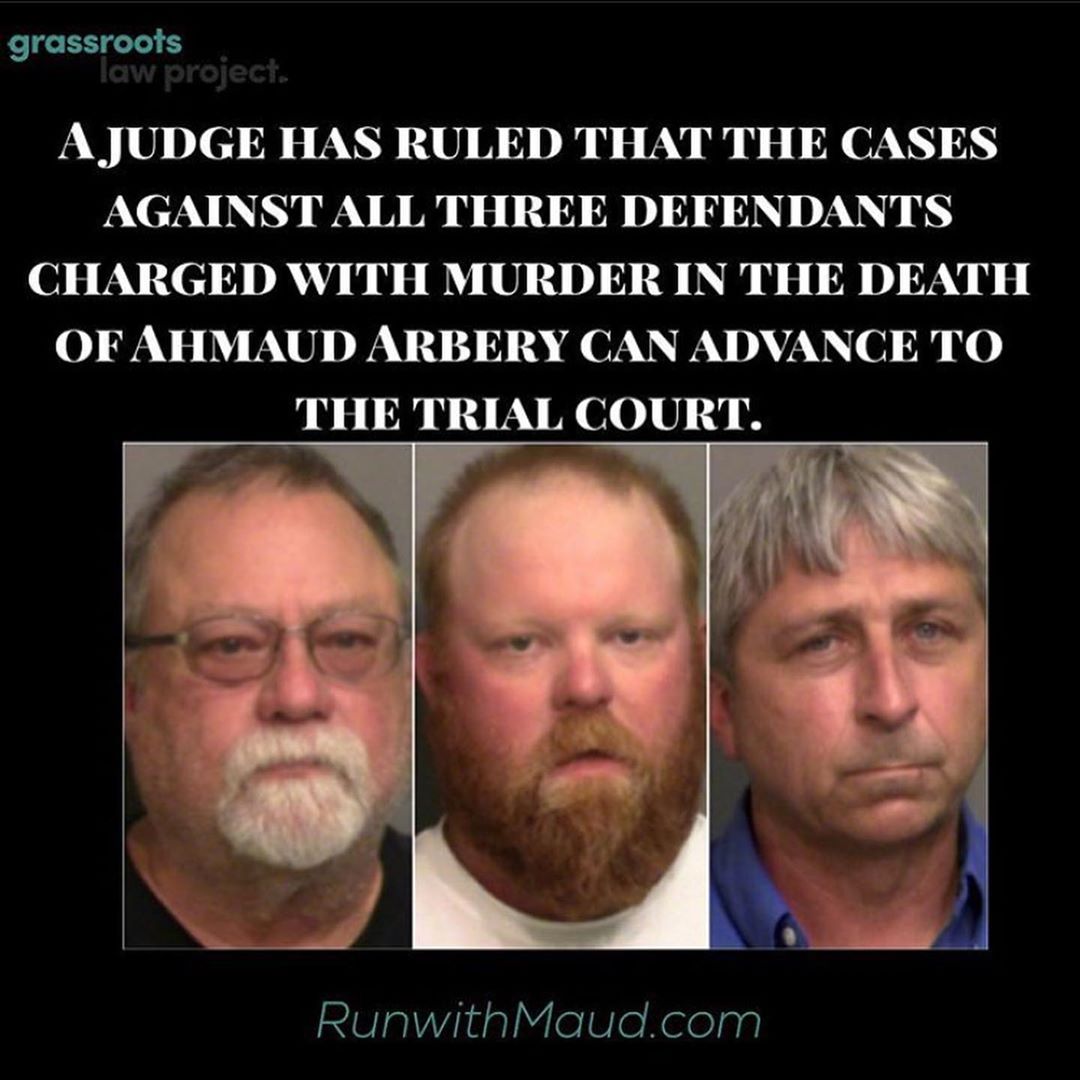 grassroots
law project.
A JUDGE HAS RULED THAT THE CASES
AGAINST ALL THREE DEFENDANTS
CHARGED WITH MURDER IN THE DEATH
OF AHMAUD ARBERY CAN ADVANCE TO
THE TRIAL COURT.
RunwithMaud.com